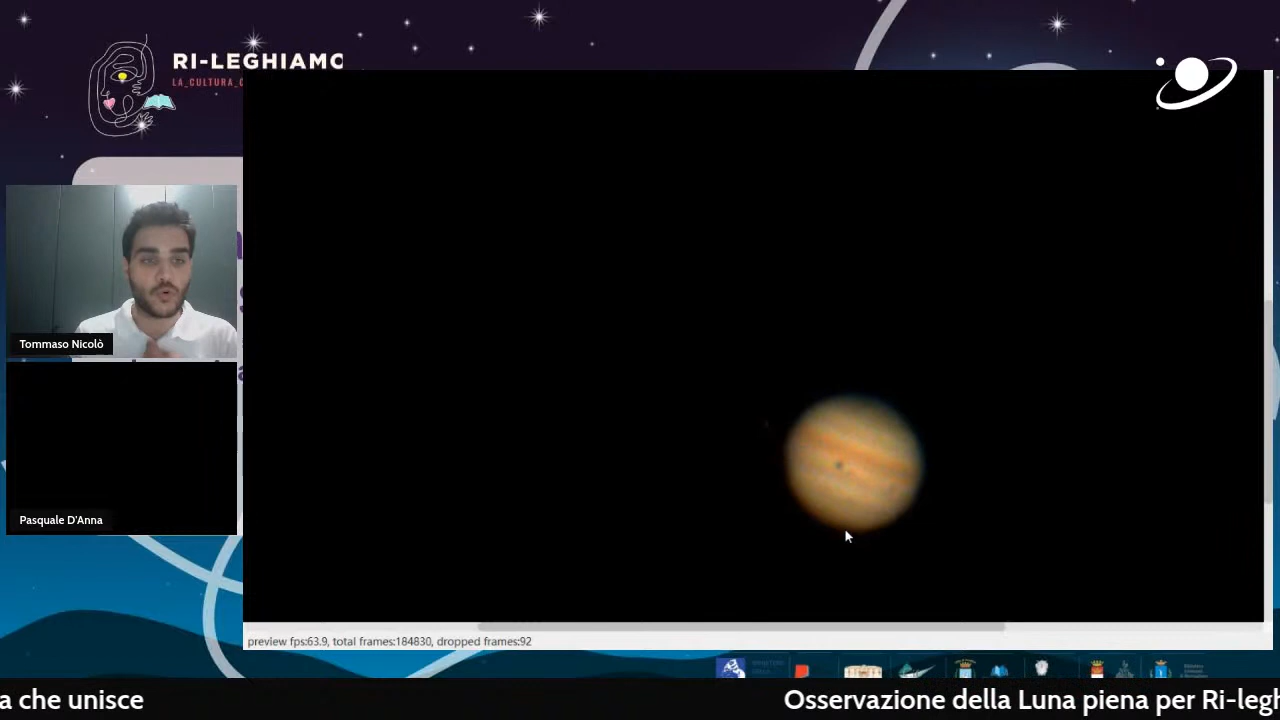 RI-LEGHIAMO
LA_CULTURA_
Tommaso Nicolò
Pasquale D'Anna
preview fps:63.9, total frames:184830, dropped frames:92
a che unisce
Osservazione della Luna piena per Ri-legh